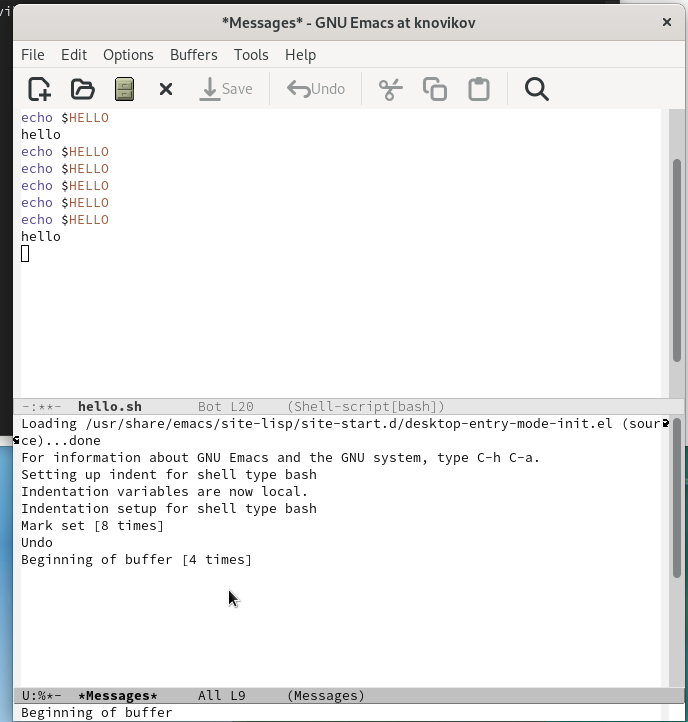 *Messages* - GNU Emacs at knovikov
File Edit Options Buffers Tools Help
Save Undo
echo $HELLO
hello
echo $HELLO
echo $HELLO
echo $HELLO
echo $HELLO
echo $HELLO
hello
-:**- hello.sh Bot L20 (Shell-script[bash])
Loading /usr/share/emacs/site-lisp/site-start.d/desktop-entry-mode-init.el (sour
ce)...done
For information about GNU Emacs and the GNU system, type C-h C-a.
Setting up indent for shell type bash
Indentation variables are now local.
Indentation setup for shell type bash
Mark set [8 times]
Undo
Beginning of buffer [4 times]
U:%*- *Messages* All L9 (Messages)
Beginning of buffer